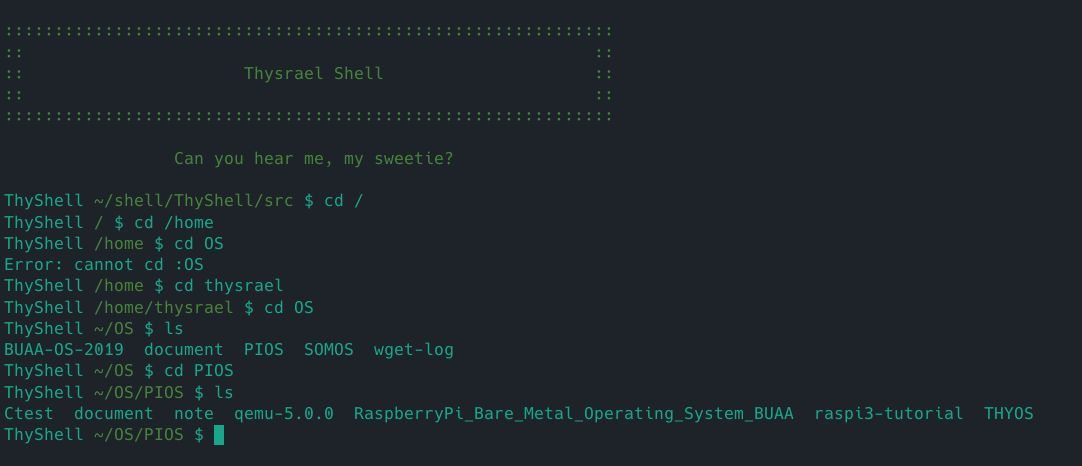 :::::::::::::::::::::::::::::::::::::::::::::::::::::::::::::
::                                                         ::
::                      Thysrael Shell                     ::
::                                                         ::
:::::::::::::::::::::::::::::::::::::::::::::::::::::::::::::
Can you hear me, my sweetie?
ThyShell ~/shell/ThyShell/src $ cd /
ThyShell / $ cd /home
ThyShell /home $ cd OS
Error: cannot cd :OS
ThyShell /home $ cd thysrael
ThyShell /home/thysrael $ cd OS
ThyShell ~/OS $ ls
BUAA-OS-2019  document  PIOS  SOMOS  wget-log
ThyShell ~/OS $ cd PIOS
ThyShell ~/OS/PIOS $ ls
Ctest  document  note  qemu-5.0.0  RaspberryPi_Bare_Metal_Operating_System_BUAA  raspi3-tutorial  THYOS
ThyShell ~/OS/PIOS $